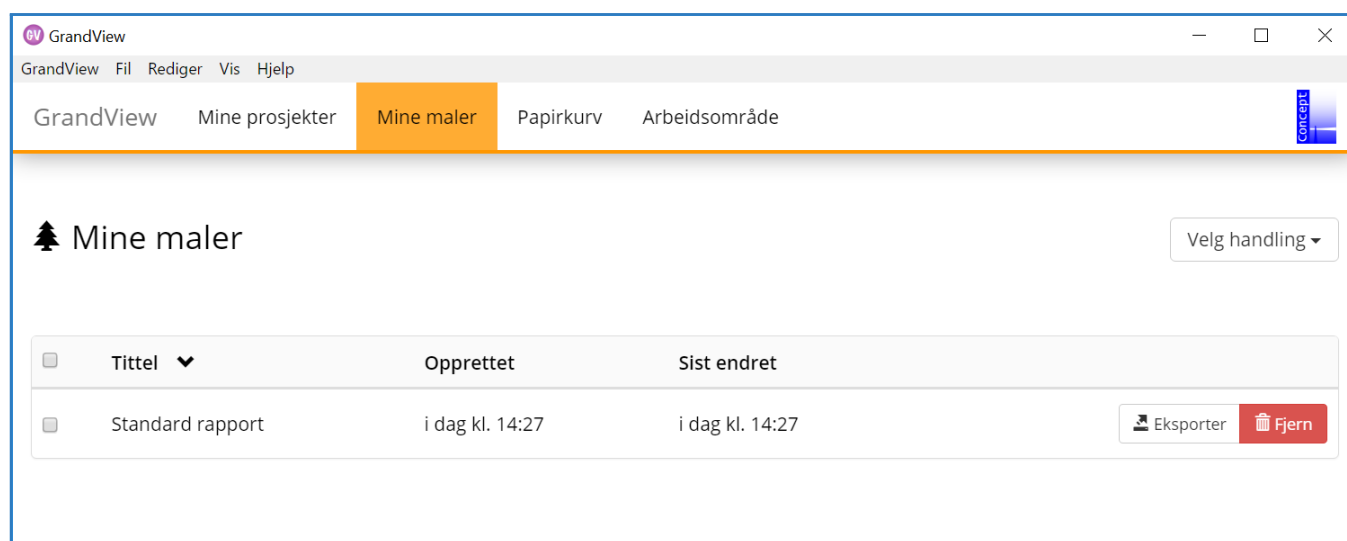 GV GrandView
GrandView Fil Rediger Vis Hjelp
GrandView Mine prosjekter Mine maler Papirkurv Arbeidsområde concept
Mine maler Velg handling
Tittel Opprettet Sist endret
Standard rapport i dag kl. 14:27 i dag kl. 14:27 Eksporter Fjern